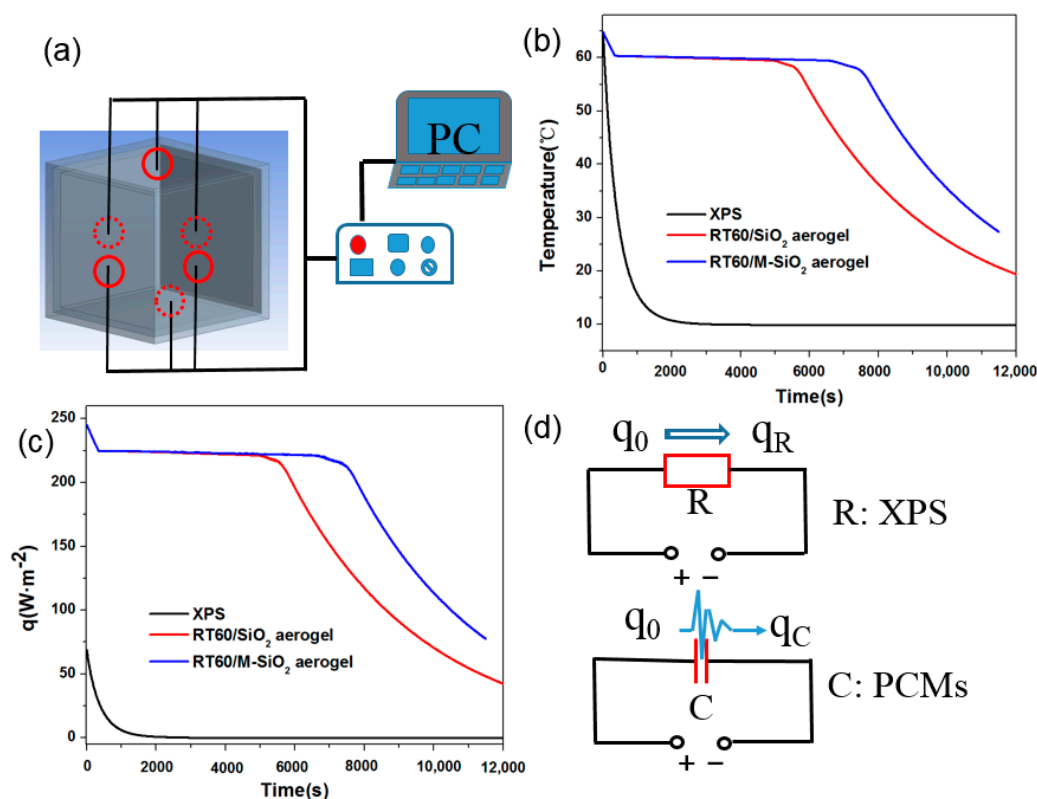 (a)
PC
(b)
Temperature(℃)
60
50
40
30
20
10
XPS
RT60/SiO₂ aerogel
RT60/M-SiO₂ aerogel
0
2000
4000
6000
8000
10,000
12,000
Time(s)
(c)
q(W·m⁻²)
250
200
150
100
50
0
XPS
RT60/SiO₂ aerogel
RT60/M-SiO₂ aerogel
0
2000
4000
6000
8000
10,000
12,000
Time(s)
(d)
q₀ q_R
R
R: XPS
+ −
q₀ q_C
C
C: PCMs
+ −